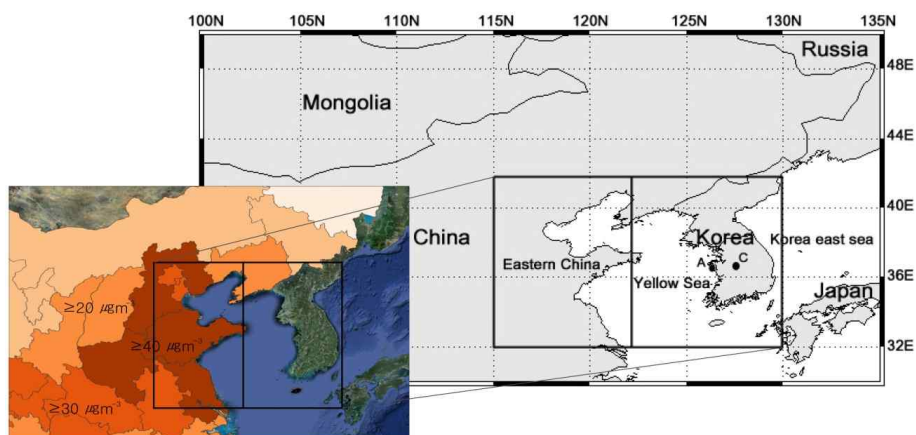 100N 105N 110N 115N 120N 125N 130N 135N
Russia
48E
Mongolia
44E
40E
China
Korea
Korea east sea
A C
Eastern China
36E
Yellow Sea
Japan
≥20 μgm⁻³
≥40 μgm⁻³
32E
≥30 μgm⁻³